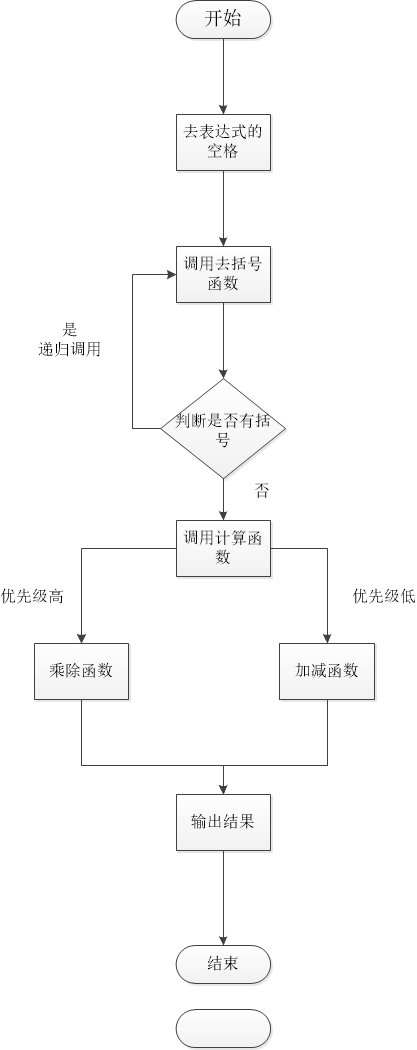 开始
去表达式的
空格
调用去括号
函数
是
递归调用
判断是否有括
号
否
调用计算函
数
优先级高
优先级低
乘除函数
加减函数
输出结果
结束